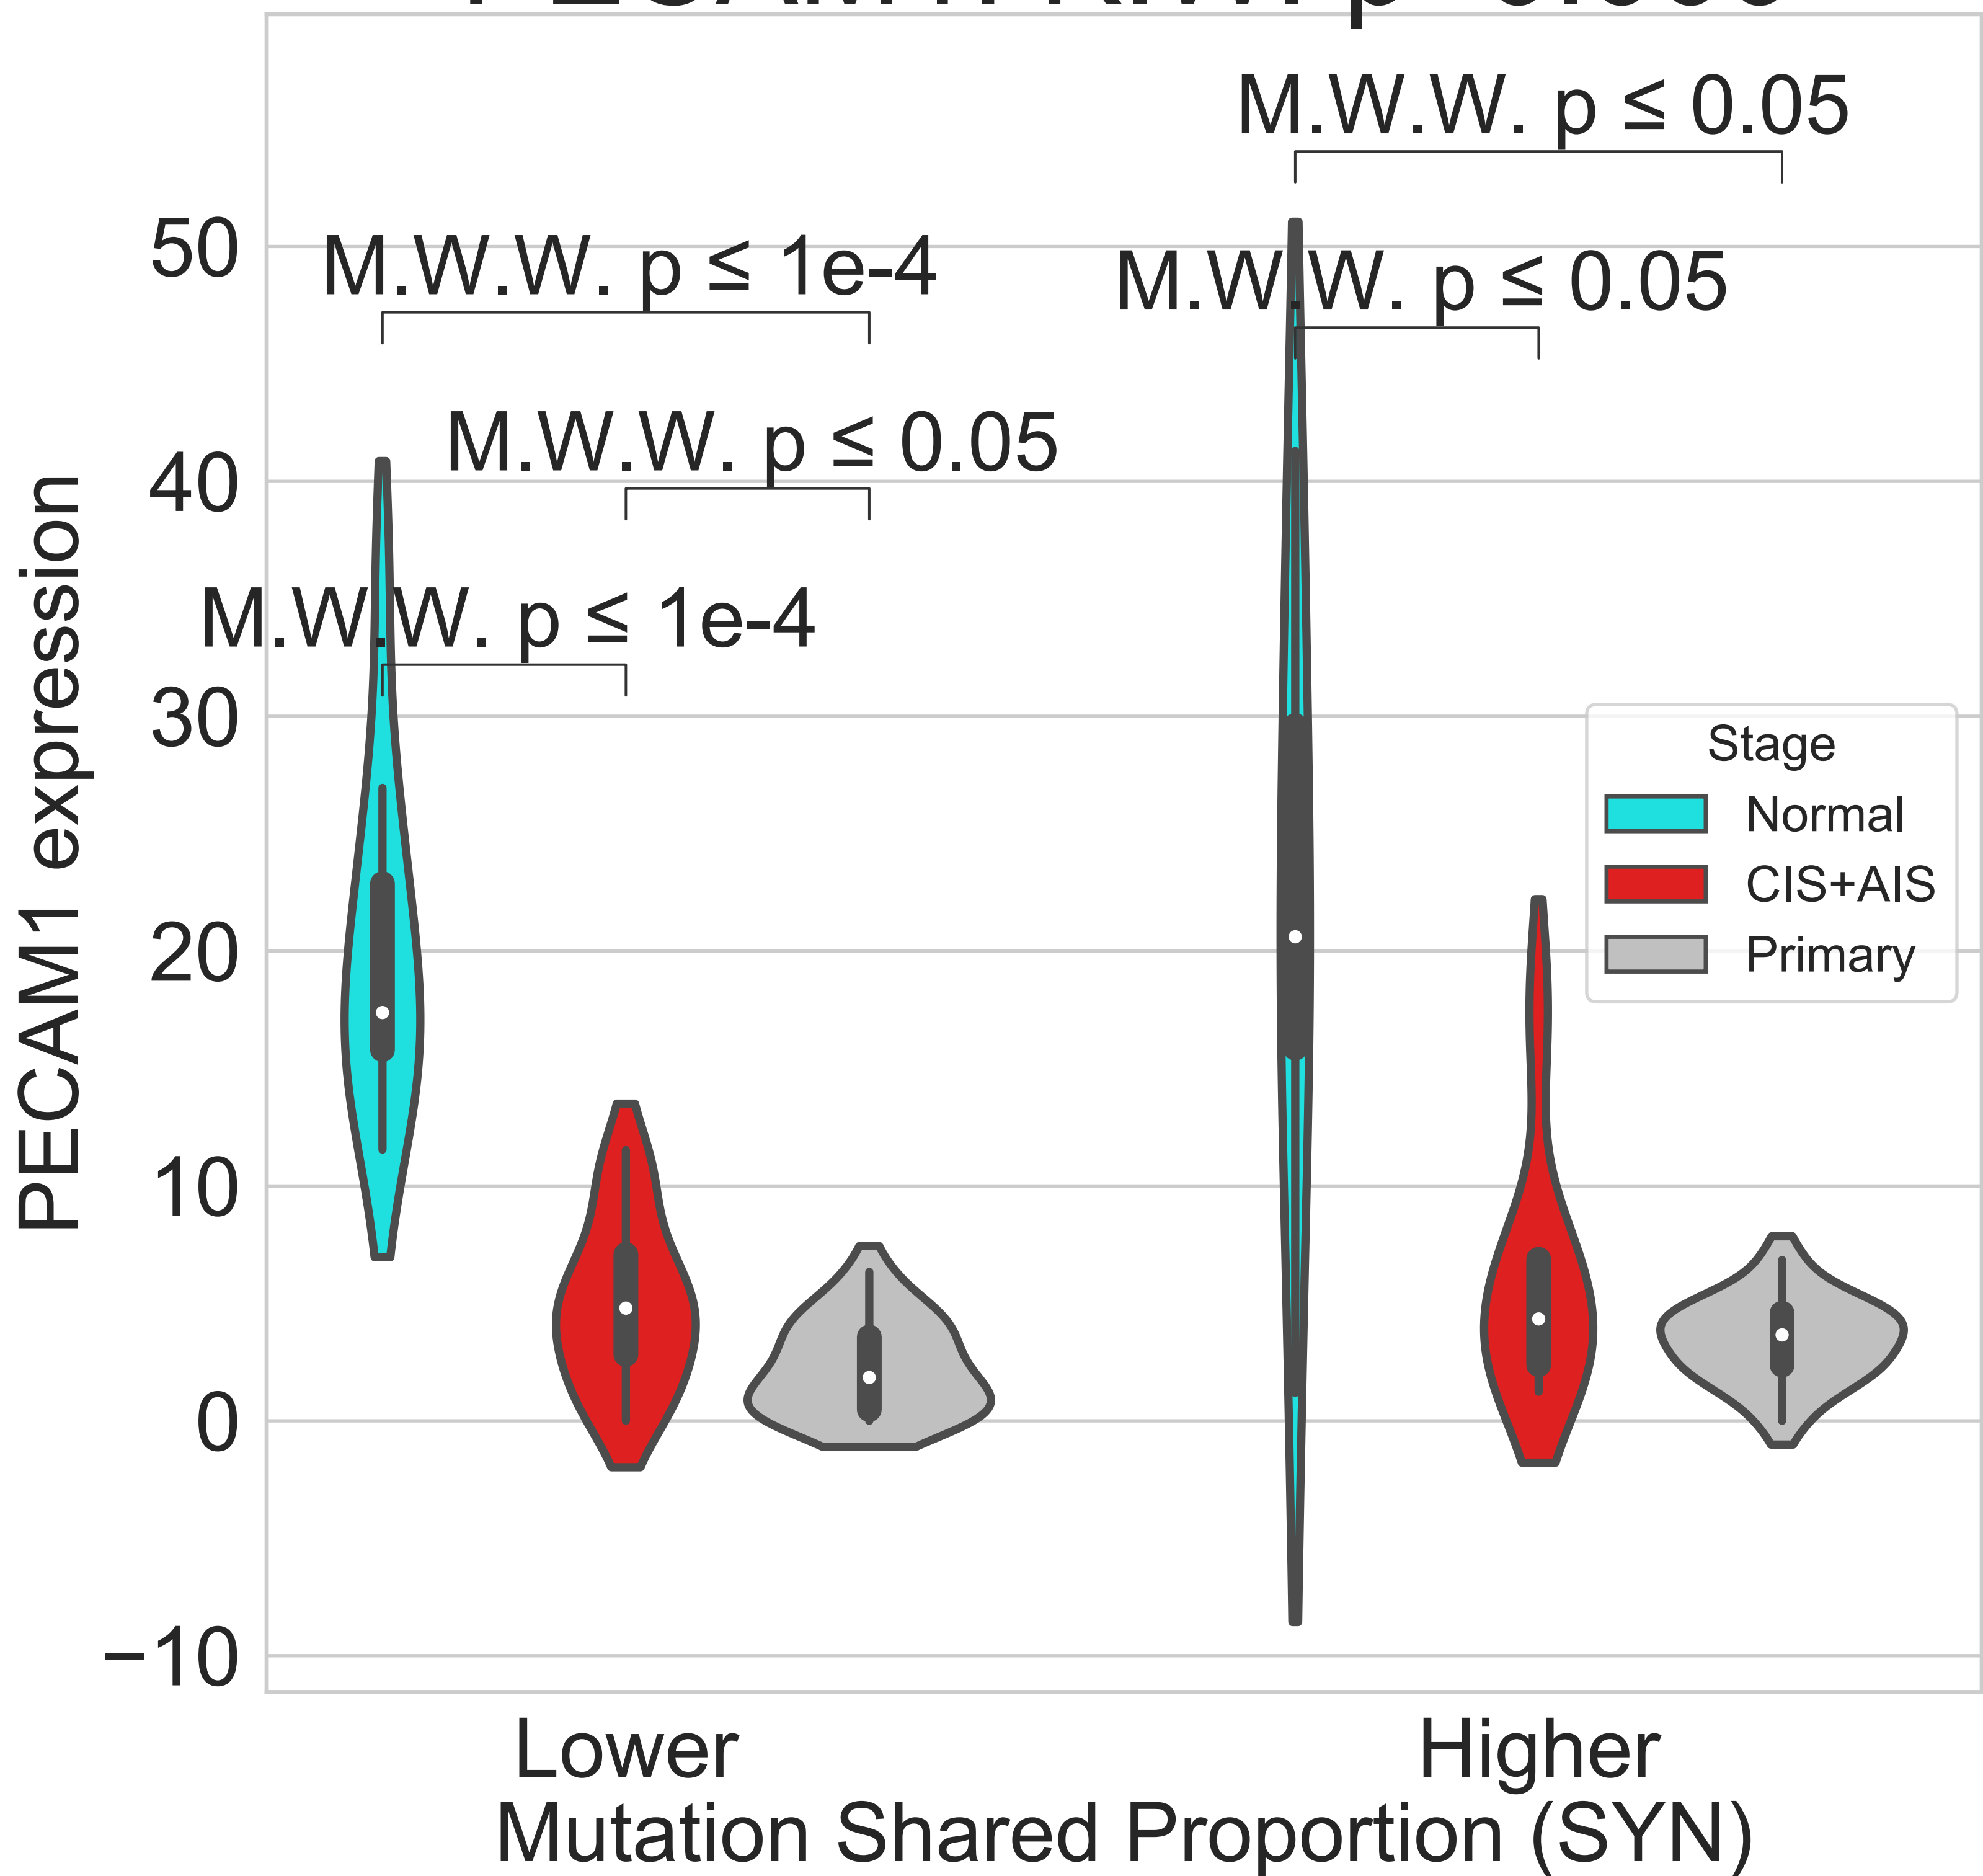 M.W.W. p ≤ 0.05
50
M.W.W. p ≤ 1e-4
M.W.W. p ≤ 0.05
M.W.W. p ≤ 0.05
40
M.W.W. p ≤ 1e-4
30
Stage
Normal
CIS+AIS
Primary
20
10
0
−10
PECAM1 expression
Lower
Higher
Mutation Shared Proportion (SYN)